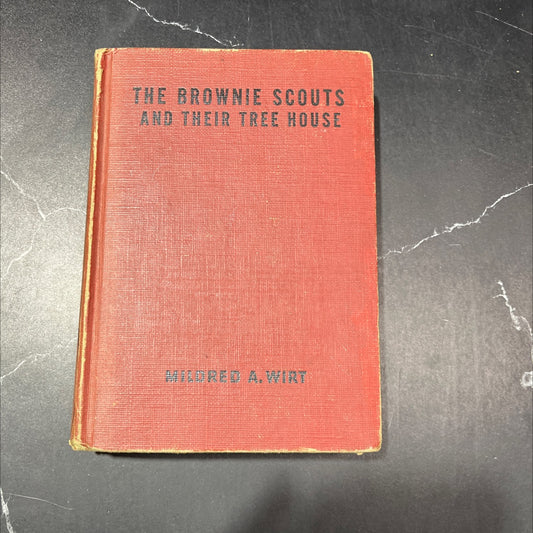 THE BROWNIE SCOUTS
AND THEIR TREE HOUSE
MILDRED A. WIRT